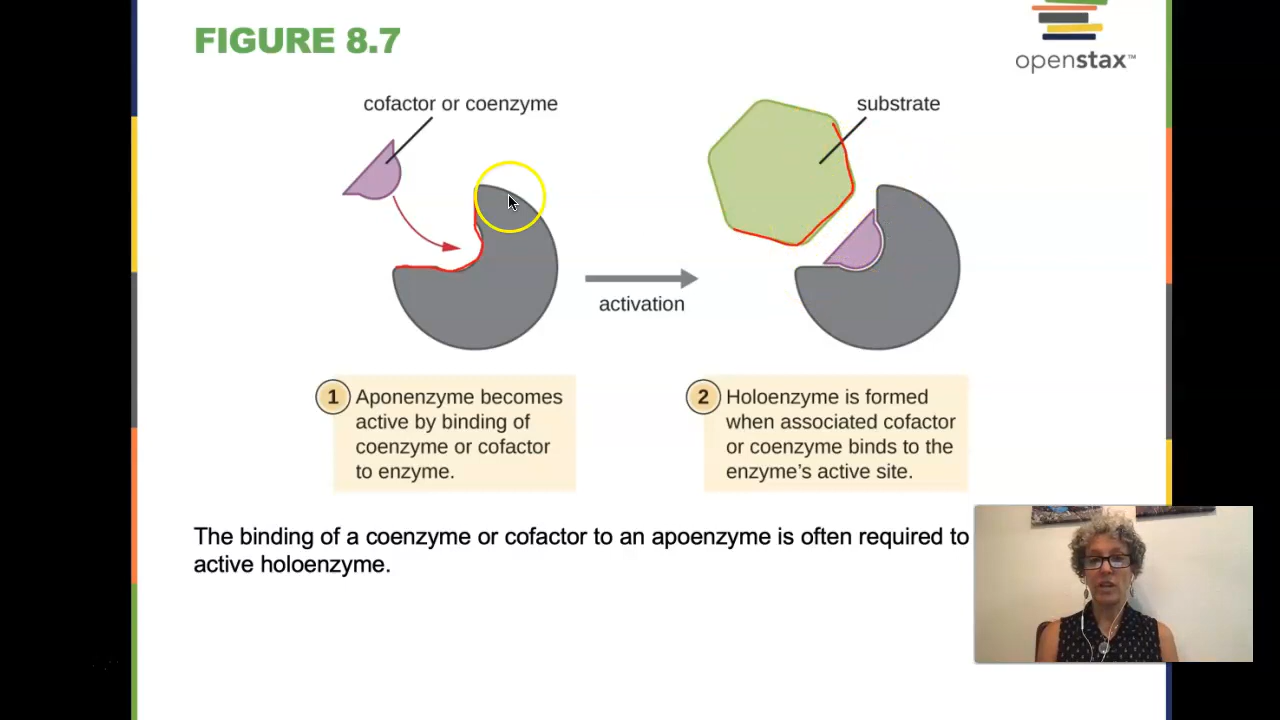 FIGURE 8.7
openstax™
cofactor or coenzyme
substrate
activation
1
Aponenzyme becomes
active by binding of
coenzyme or cofactor
to enzyme.
2
Holoenzyme is formed
when associated cofactor
or coenzyme binds to the
enzyme's active site.
The binding of a coenzyme or cofactor to an apoenzyme is often required to
active holoenzyme.